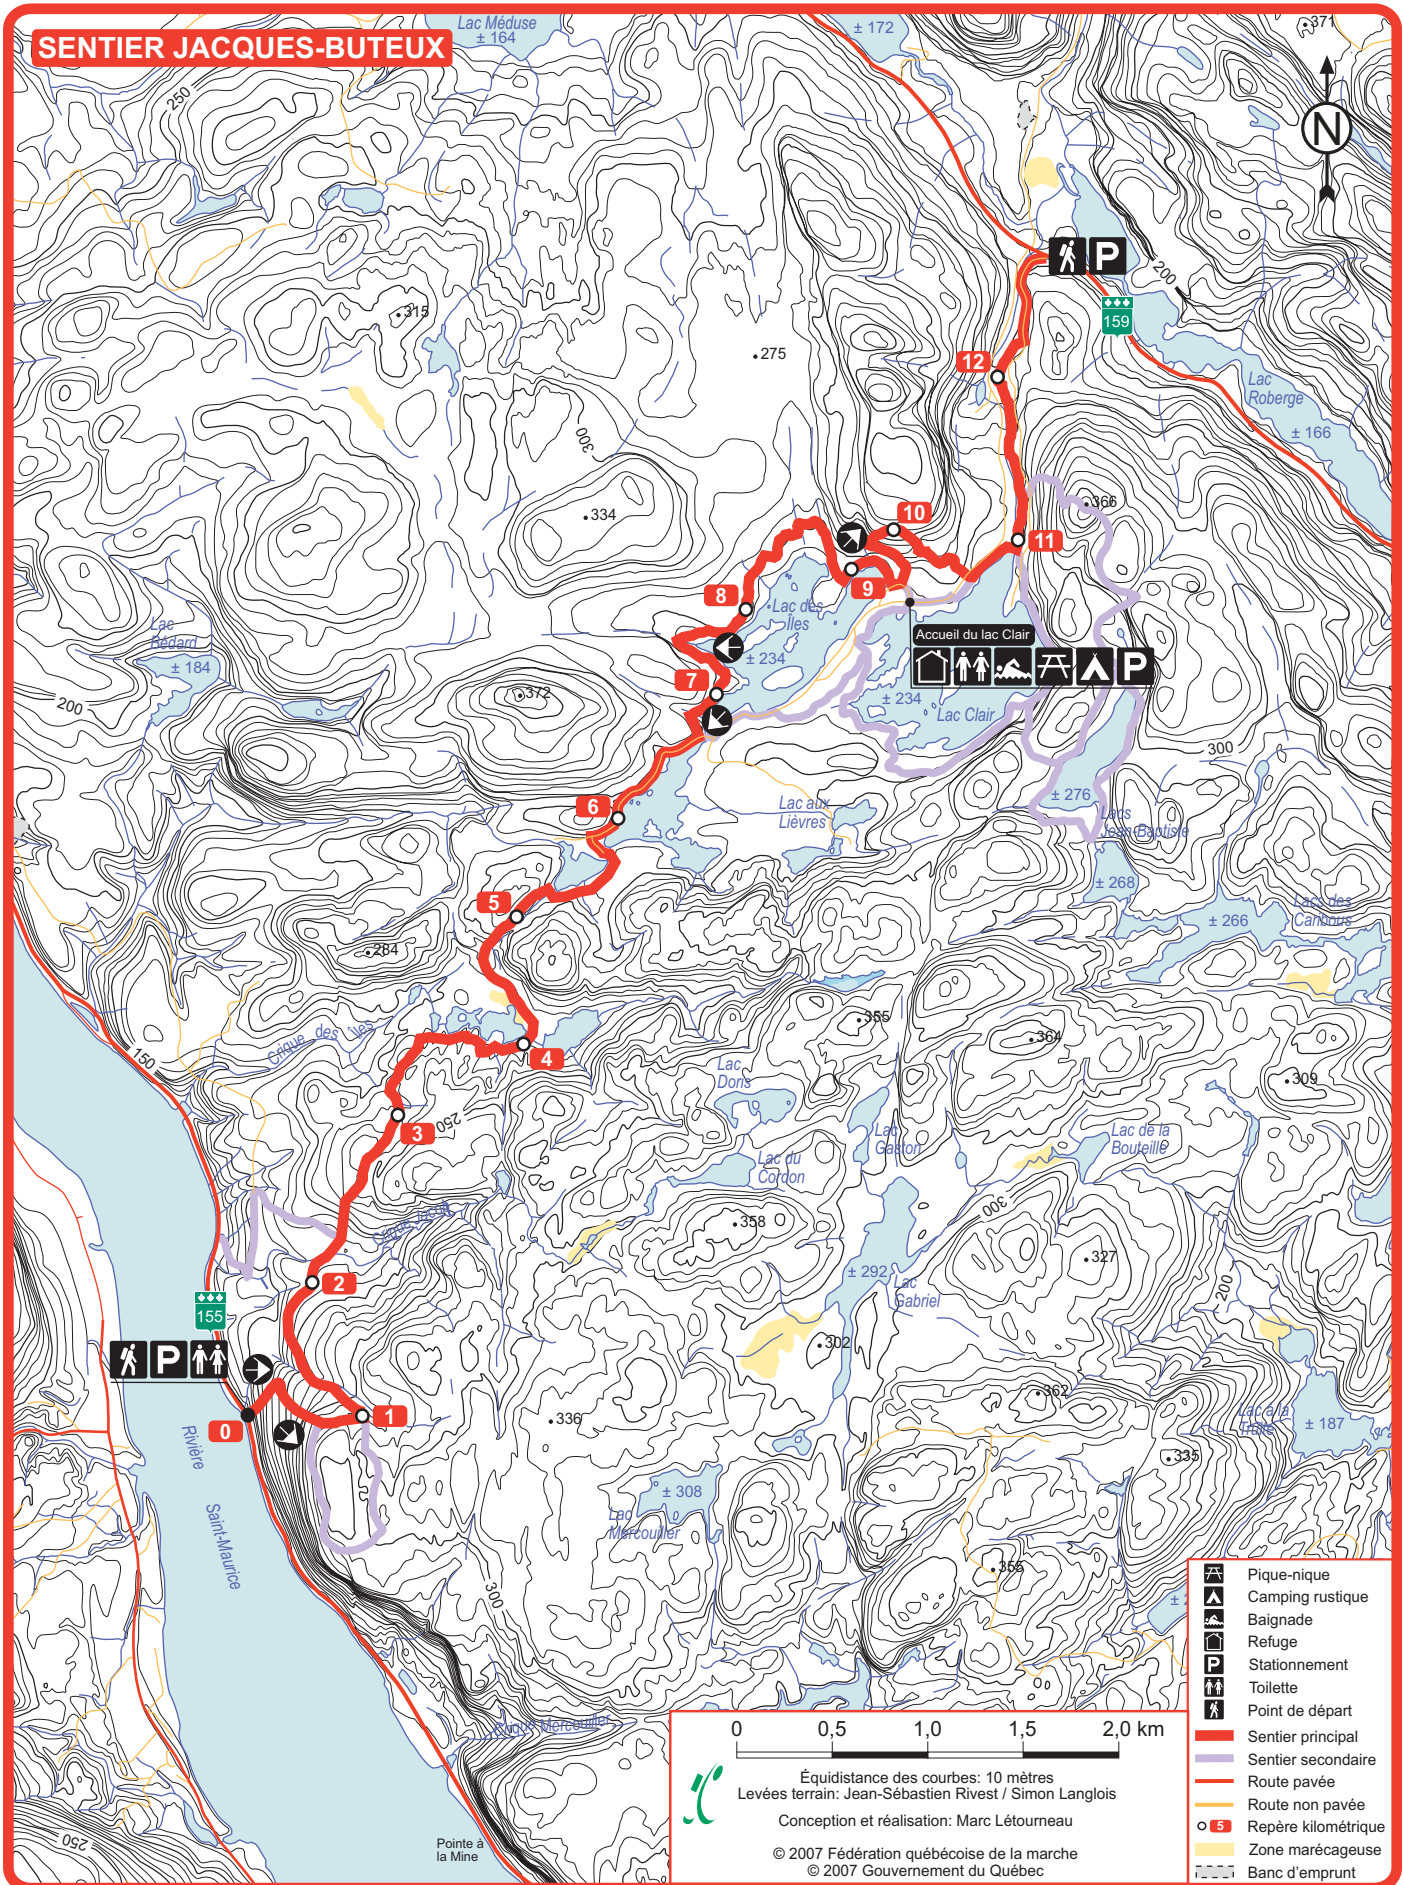 SENTIER JACQUES-BUTEUX
Lac Méduse
± 164
± 172
371
250
N
P
200
159
315
275
12
Lac
Roberge
± 166
300
334
366
10
11
9
8
Lac des
Îles
Lac
Bédard
± 184
± 234
Accueil du lac Clair
P
7
372
200
± 234
Lac Clair
300
6
Lac aux
Lièvres
± 276
Lacs
Jean-Baptiste
± 268
5
Lacs des
Caribous
± 266
284
355
364
Crique des Îles
150
4
Lac
Doris
309
3
250
Lac
Gaston
Lac de la
Bouteille
Lac du
Cordon
Crique Jacob
358
300
327
2
± 292
Lac
Gabriel
200
155
P
302
0
1
336
362
Lac à la
Truite
± 187
335
Rivière
Saint-Maurice
± 308
Lac
Mercouiller
355
300
Crique Mercouiller
250
Pointe à
la Mine
0 0,5 1,0 1,5 2,0 km
Équidistance des courbes: 10 mètres
Levées terrain: Jean-Sébastien Rivest / Simon Langlois
Conception et réalisation: Marc Létourneau
© 2007 Fédération québécoise de la marche
© 2007 Gouvernement du Québec
Pique-nique
Camping rustique
Baignade
Refuge
P Stationnement
Toilette
Point de départ
Sentier principal
Sentier secondaire
Route pavée
Route non pavée
5 Repère kilométrique
Zone marécageuse
Banc d'emprunt